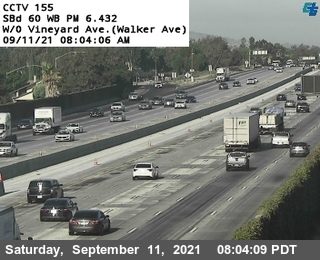 CCTV 155
SBd 60 WB PM 6.432
W/O Vineyard Ave.(Walker Ave)
09/11/21 08:04:06 AM
Saturday, September 11, 2021 08:04:09 PDT